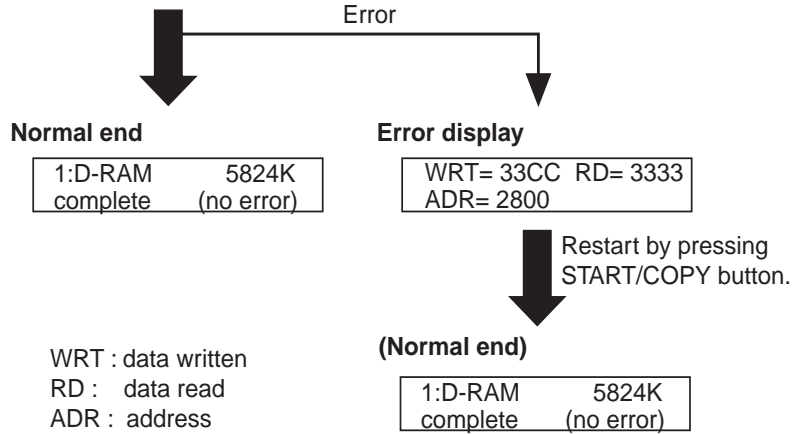 Error
Normal end
1:D-RAM 5824K
complete (no error)
Error display
WRT= 33CC RD= 3333
ADR= 2800
Restart by pressing
START/COPY button.
WRT : data written
RD : data read
ADR : address
(Normal end)
1:D-RAM 5824K
complete (no error)